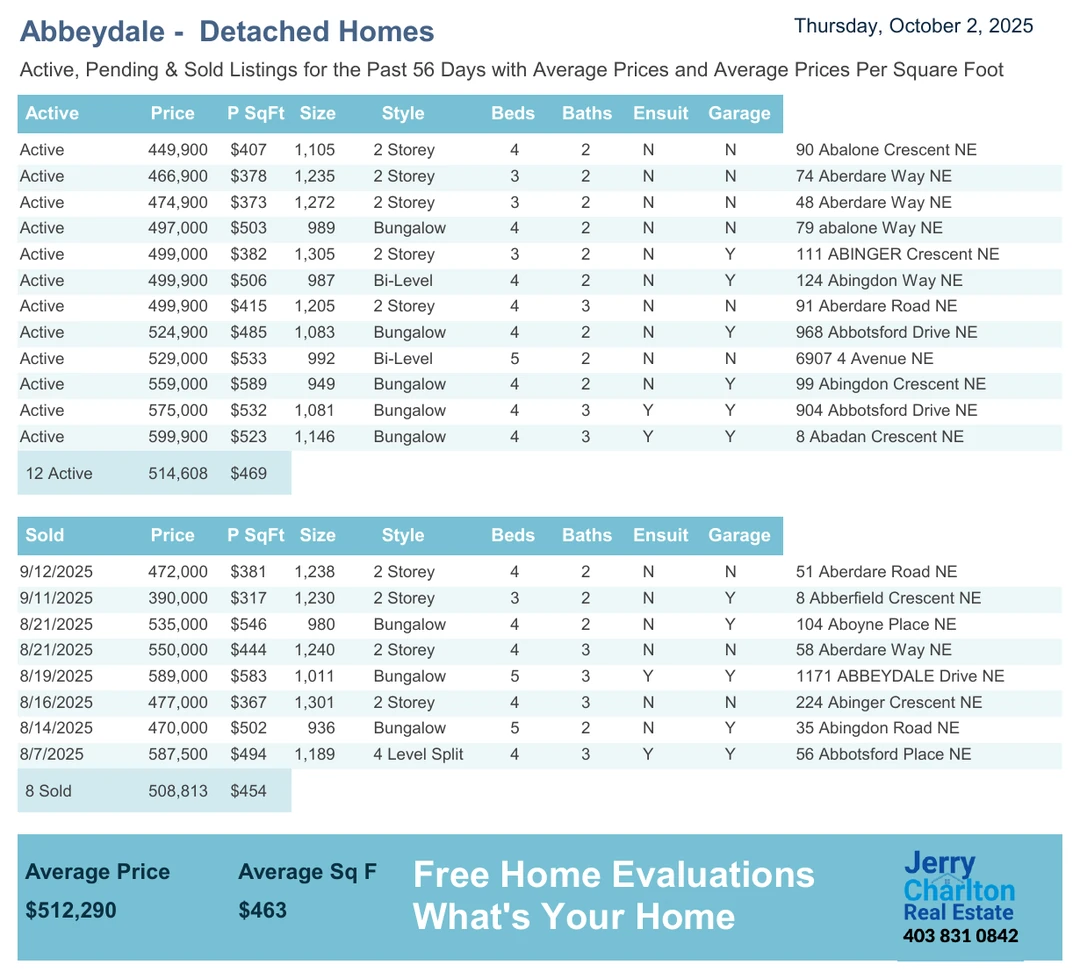 Abbeydale - Detached Homes
Thursday, October 2, 2025
Active, Pending & Sold Listings for the Past 56 Days with Average Prices and Average Prices Per Square Foot
Active Price P SqFt Size Style Beds Baths Ensuit Garage
Active 449,900 $407 1,105 2 Storey 4 2 N N 90 Abalone Crescent NE
Active 466,900 $378 1,235 2 Storey 3 2 N N 74 Aberdare Way NE
Active 474,900 $373 1,272 2 Storey 3 2 N N 48 Aberdare Way NE
Active 497,000 $503 989 Bungalow 4 2 N N 79 abalone Way NE
Active 499,000 $382 1,305 2 Storey 3 2 N Y 111 ABINGER Crescent NE
Active 499,900 $506 987 Bi-Level 4 2 N Y 124 Abingdon Way NE
Active 499,900 $415 1,205 2 Storey 4 3 N N 91 Aberdare Road NE
Active 524,900 $485 1,083 Bungalow 4 2 N Y 968 Abbotsford Drive NE
Active 529,000 $533 992 Bi-Level 5 2 N N 6907 4 Avenue NE
Active 559,000 $589 949 Bungalow 4 2 N Y 99 Abingdon Crescent NE
Active 575,000 $532 1,081 Bungalow 4 3 Y Y 904 Abbotsford Drive NE
Active 599,900 $523 1,146 Bungalow 4 3 Y Y 8 Abadan Crescent NE
12 Active 514,608 $469
Sold Price P SqFt Size Style Beds Baths Ensuit Garage
9/12/2025 472,000 $381 1,238 2 Storey 4 2 N N 51 Aberdare Road NE
9/11/2025 390,000 $317 1,230 2 Storey 3 2 N Y 8 Abberfield Crescent NE
8/21/2025 535,000 $546 980 Bungalow 4 2 N Y 104 Aboyne Place NE
8/21/2025 550,000 $444 1,240 2 Storey 4 3 N N 58 Aberdare Way NE
8/19/2025 589,000 $583 1,011 Bungalow 5 3 Y Y 1171 ABBEYDALE Drive NE
8/16/2025 477,000 $367 1,301 2 Storey 4 3 N N 224 Abinger Crescent NE
8/14/2025 470,000 $502 936 Bungalow 5 2 N Y 35 Abingdon Road NE
8/7/2025 587,500 $494 1,189 4 Level Split 4 3 Y Y 56 Abbotsford Place NE
8 Sold 508,813 $454
Average Price Average Sq F
$512,290 $463
Free Home Evaluations
What's Your Home
Jerry
Charlton
Real Estate
403 831 0842